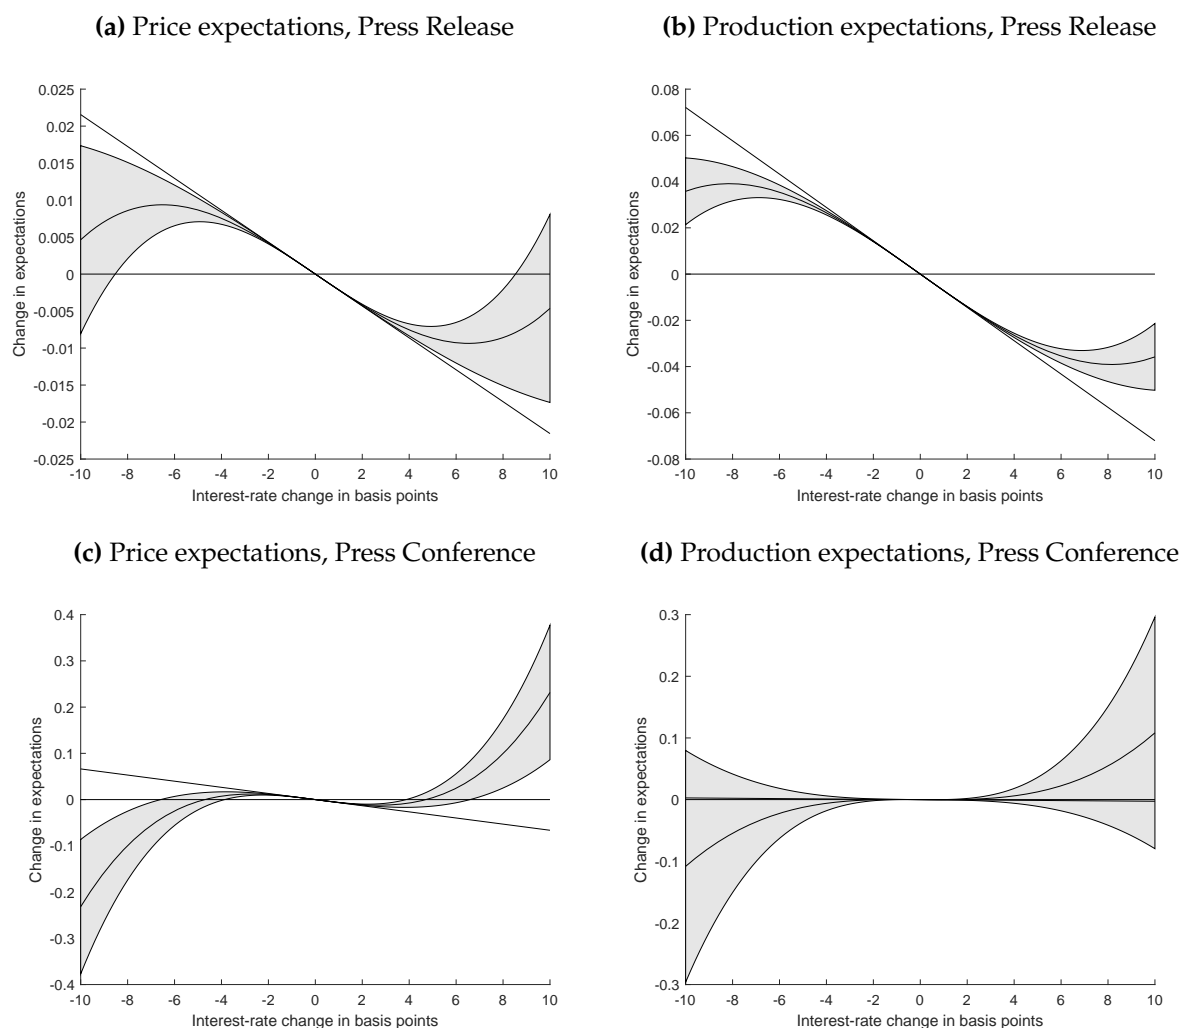 (a) Price expectations, Press Release
0.025
0.02
0.015
0.01
0.005
0
-0.005
-0.01
-0.015
-0.02
-0.025
Change in expectations
-10 -8 -6 -4 -2 0 2 4 6 8 10
Interest-rate change in basis points
(b) Production expectations, Press Release
0.08
0.06
0.04
0.02
0
-0.02
-0.04
-0.06
-0.08
Change in expectations
-10 -8 -6 -4 -2 0 2 4 6 8 10
Interest-rate change in basis points
(c) Price expectations, Press Conference
0.4
0.3
0.2
0.1
0
-0.1
-0.2
-0.3
-0.4
Change in expectations
-10 -8 -6 -4 -2 0 2 4 6 8 10
Interest-rate change in basis points
(d) Production expectations, Press Conference
0.3
0.2
0.1
0
-0.1
-0.2
-0.3
Change in expectations
-10 -8 -6 -4 -2 0 2 4 6 8 10
Interest-rate change in basis points